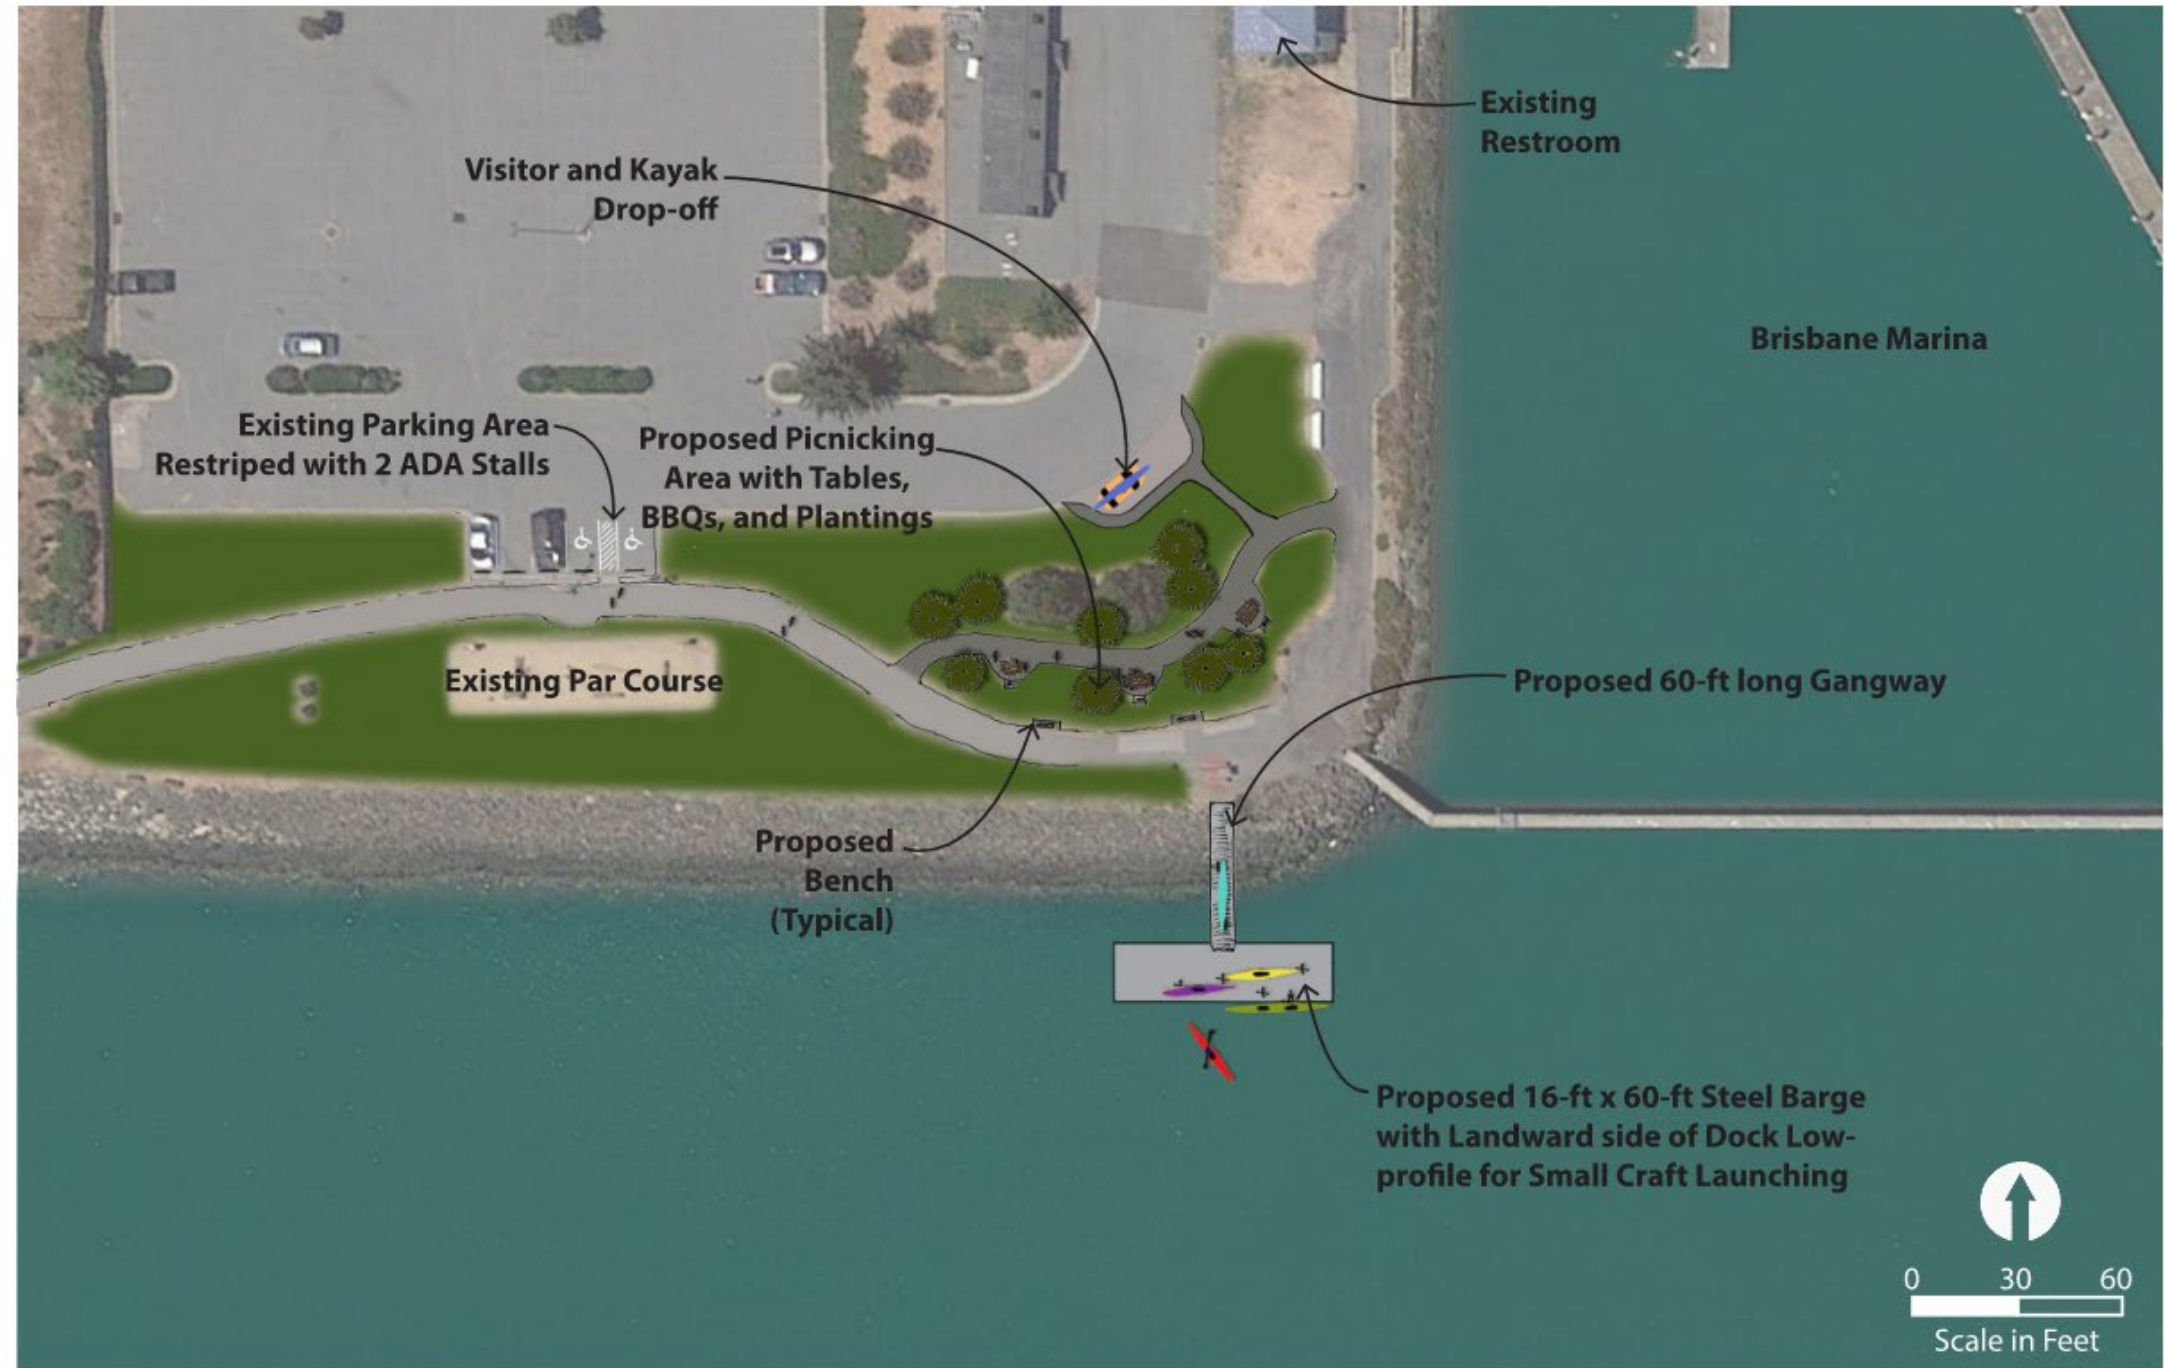 Existing
Restroom
Visitor and Kayak
Drop-off
Brisbane Marina
Existing Parking Area
Restriped with 2 ADA Stalls
Proposed Picnicking
Area with Tables,
BBQs, and Plantings
Existing Par Course
Proposed 60-ft long Gangway
Proposed
Bench
(Typical)
Proposed 16-ft x 60-ft Steel Barge
with Landward side of Dock Low-
profile for Small Craft Launching
0 30 60
Scale in Feet